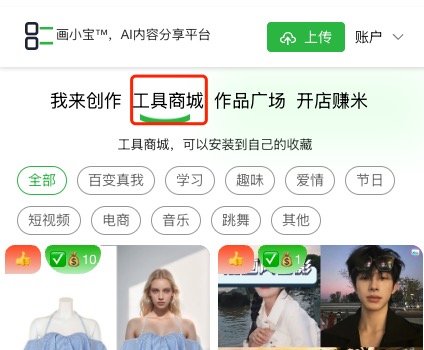 画小宝™，AI内容分享平台
上传
账户
我来创作 工具商城 作品广场 开店赚米
工具商城，可以安装到自己的收藏
全部 百变真我 学习 趣味 爱情 节日
短视频 电商 音乐 跳舞 其他
10
1